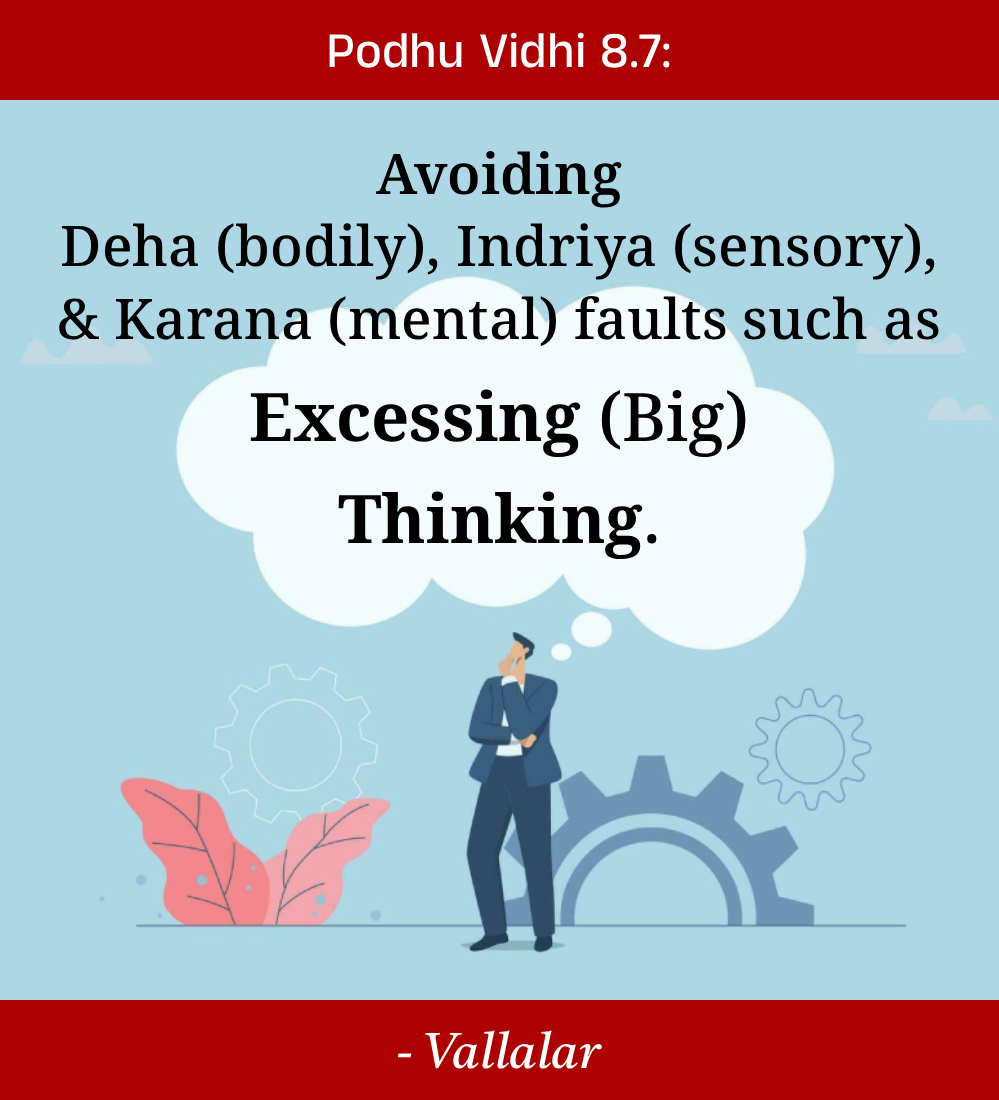 Podhu Vidhi 8.7:
Avoiding
Deha (bodily), Indriya (sensory),
& Karana (mental) faults such as
Excessing (Big)
Thinking.
- Vallalar